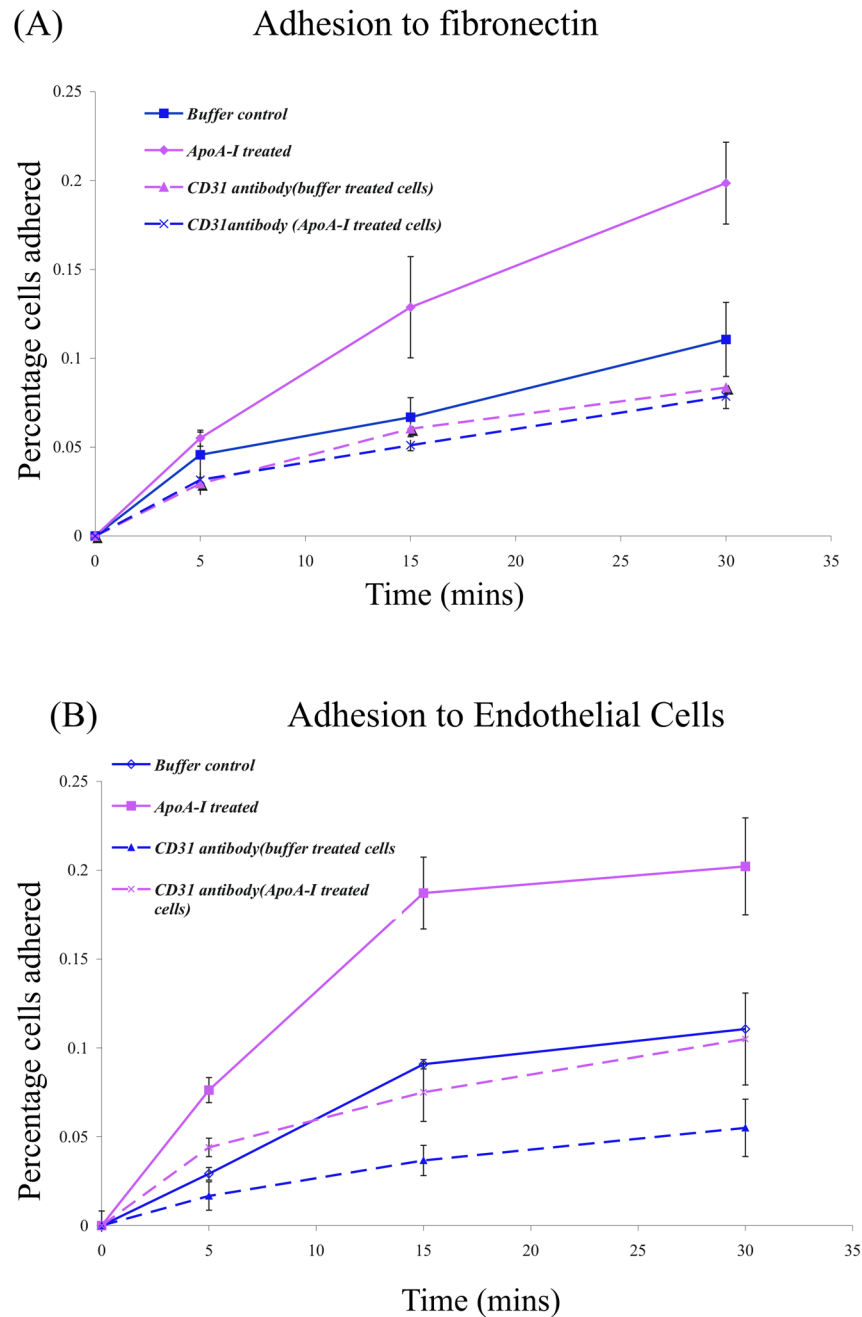 (A) Adhesion to fibronectin
0.25
0.2
0.15
0.1
0.05
0
Percentage cells adhered
Buffer control
ApoA-I treated
CD31 antibody(buffer treated cells)
CD31antibody (ApoA-I treated cells)
0 5 10 15 20 25 30 35
Time (mins)
(B) Adhesion to Endothelial Cells
0.25
0.2
0.15
0.1
0.05
0
Percentage cells adhered
Buffer control
ApoA-I treated
CD31 antibody(buffer treated cells
CD31 antibody(ApoA-I treated
cells)
0 5 10 15 20 25 30 35
Time (mins)